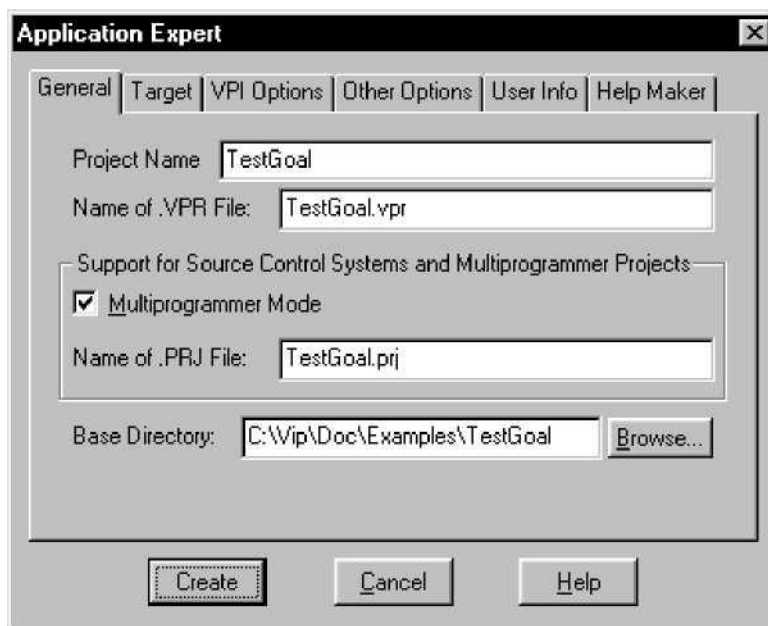 Application Expert
General Target VPI Options Other Options User Info Help Maker
Project Name TestGoal
Name of .VPR File: TestGoal.vpr
Support for Source Control Systems and Multiprogrammer Projects
Multiprogrammer Mode
Name of .PRJ File: TestGoal.prj
Base Directory: C:\Vip\Doc\Examples\TestGoal Browse...
Create Cancel Help